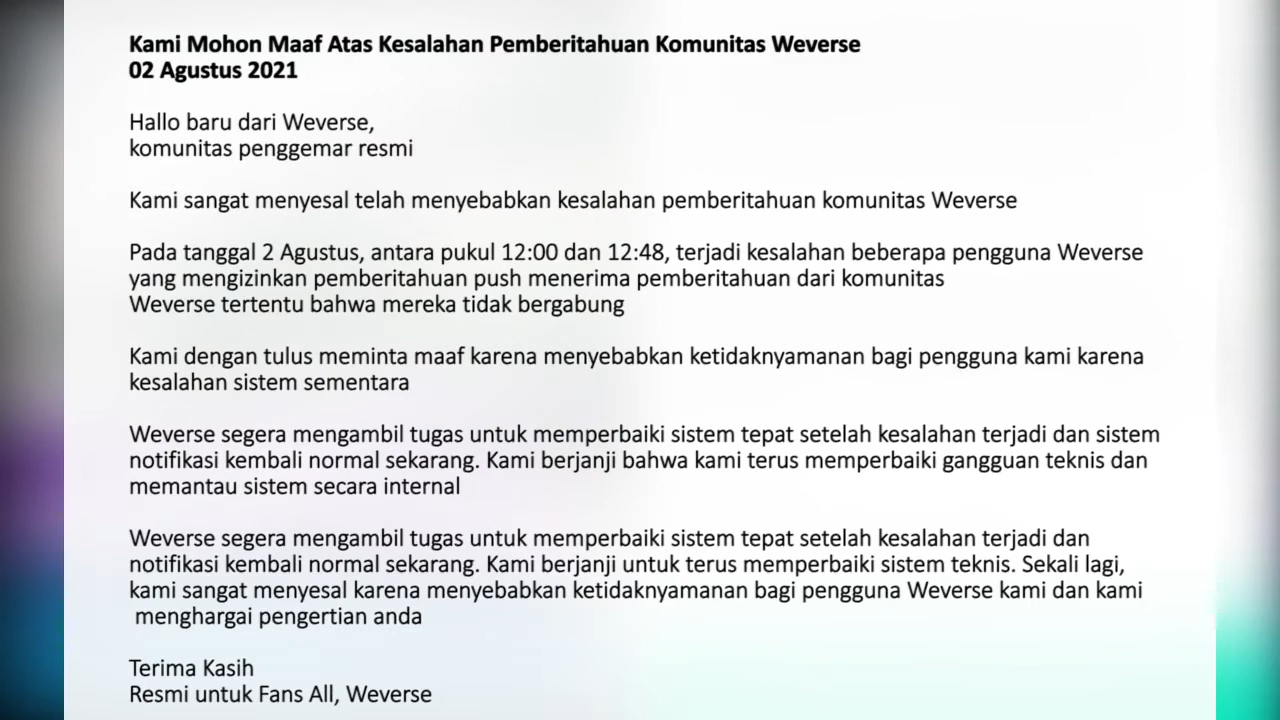 Kami Mohon Maaf Atas Kesalahan Pemberitahuan Komunitas Weverse
02 Agustus 2021
Hallo baru dari Weverse,
komunitas penggemar resmi
Kami sangat menyesal telah menyebabkan kesalahan pemberitahuan komunitas Weverse
Pada tanggal 2 Agustus, antara pukul 12:00 dan 12:48, terjadi kesalahan beberapa pengguna Weverse
yang mengizinkan pemberitahuan push menerima pemberitahuan dari komunitas
Weverse tertentu bahwa mereka tidak bergabung
Kami dengan tulus meminta maaf karena menyebabkan ketidaknyamanan bagi pengguna kami karena
kesalahan sistem sementara
Weverse segera mengambil tugas untuk memperbaiki sistem tepat setelah kesalahan terjadi dan sistem
notifikasi kembali normal sekarang. Kami berjanji bahwa kami terus memperbaiki gangguan teknis dan
memantau sistem secara internal
Weverse segera mengambil tugas untuk memperbaiki sistem tepat setelah kesalahan terjadi dan
notifikasi kembali normal sekarang. Kami berjanji untuk terus memperbaiki sistem teknis. Sekali lagi,
kami sangat menyesal karena menyebabkan ketidaknyamanan bagi pengguna Weverse kami dan kami
menghargai pengertian anda
Terima Kasih
Resmi untuk Fans All, Weverse